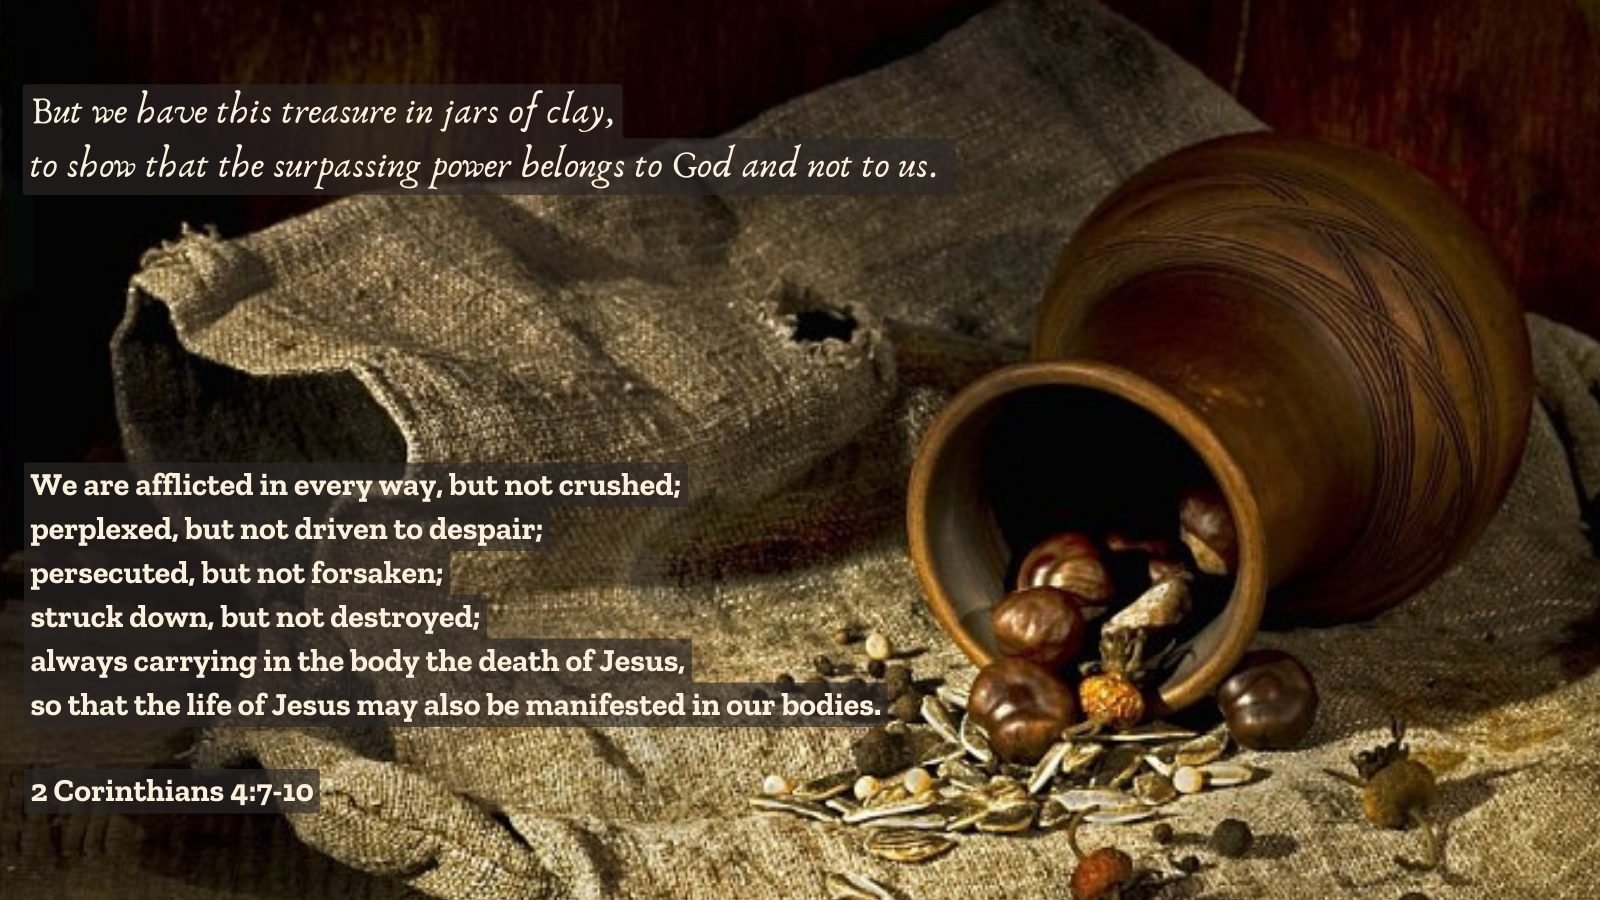 But we have this treasure in jars of clay,
to show that the surpassing power belongs to God and not to us.
We are afflicted in every way, but not crushed;
perplexed, but not driven to despair;
persecuted, but not forsaken;
struck down, but not destroyed;
always carrying in the body the death of Jesus,
so that the life of Jesus may also be manifested in our bodies.
2 Corinthians 4:7-10